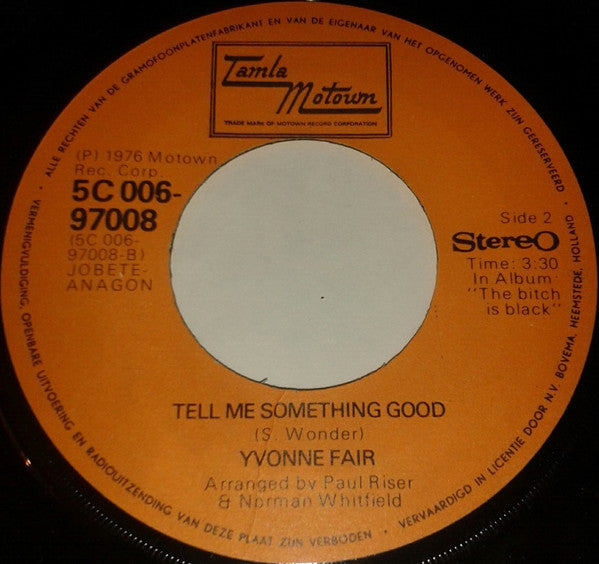 ALLE RECHTEN VAN DE GRAMOFOONPLATENFABRIKANT EN VAN DE EIGENAAR VAN HET OPGENOMEN WERK ZIJN GERESERVEERD
· VERMENIGVULDIGING, OPENBARE UITVOERING EN RADIOUITZENDING VAN DEZE PLAAT ZIJN VERBODEN ·
VERVAARDIGD IN LICENTIE DOOR N.V. BOVEMA, HEEMSTEDE, HOLLAND ·
Tamla
Motown
TRADE MARK OF MOTOWN RECORD CORPORATION
(P) 1976 Motown
Rec. Corp.
5C 006-
97008
(5C 006-
97008-B)
JOBETE-
ANAGON
Side 2
Stereo
Time: 3:30
In Album:
"The bitch
is black"
TELL ME SOMETHING GOOD
(S. Wonder)
YVONNE FAIR
Arranged by Paul Riser
& Norman Whitfield